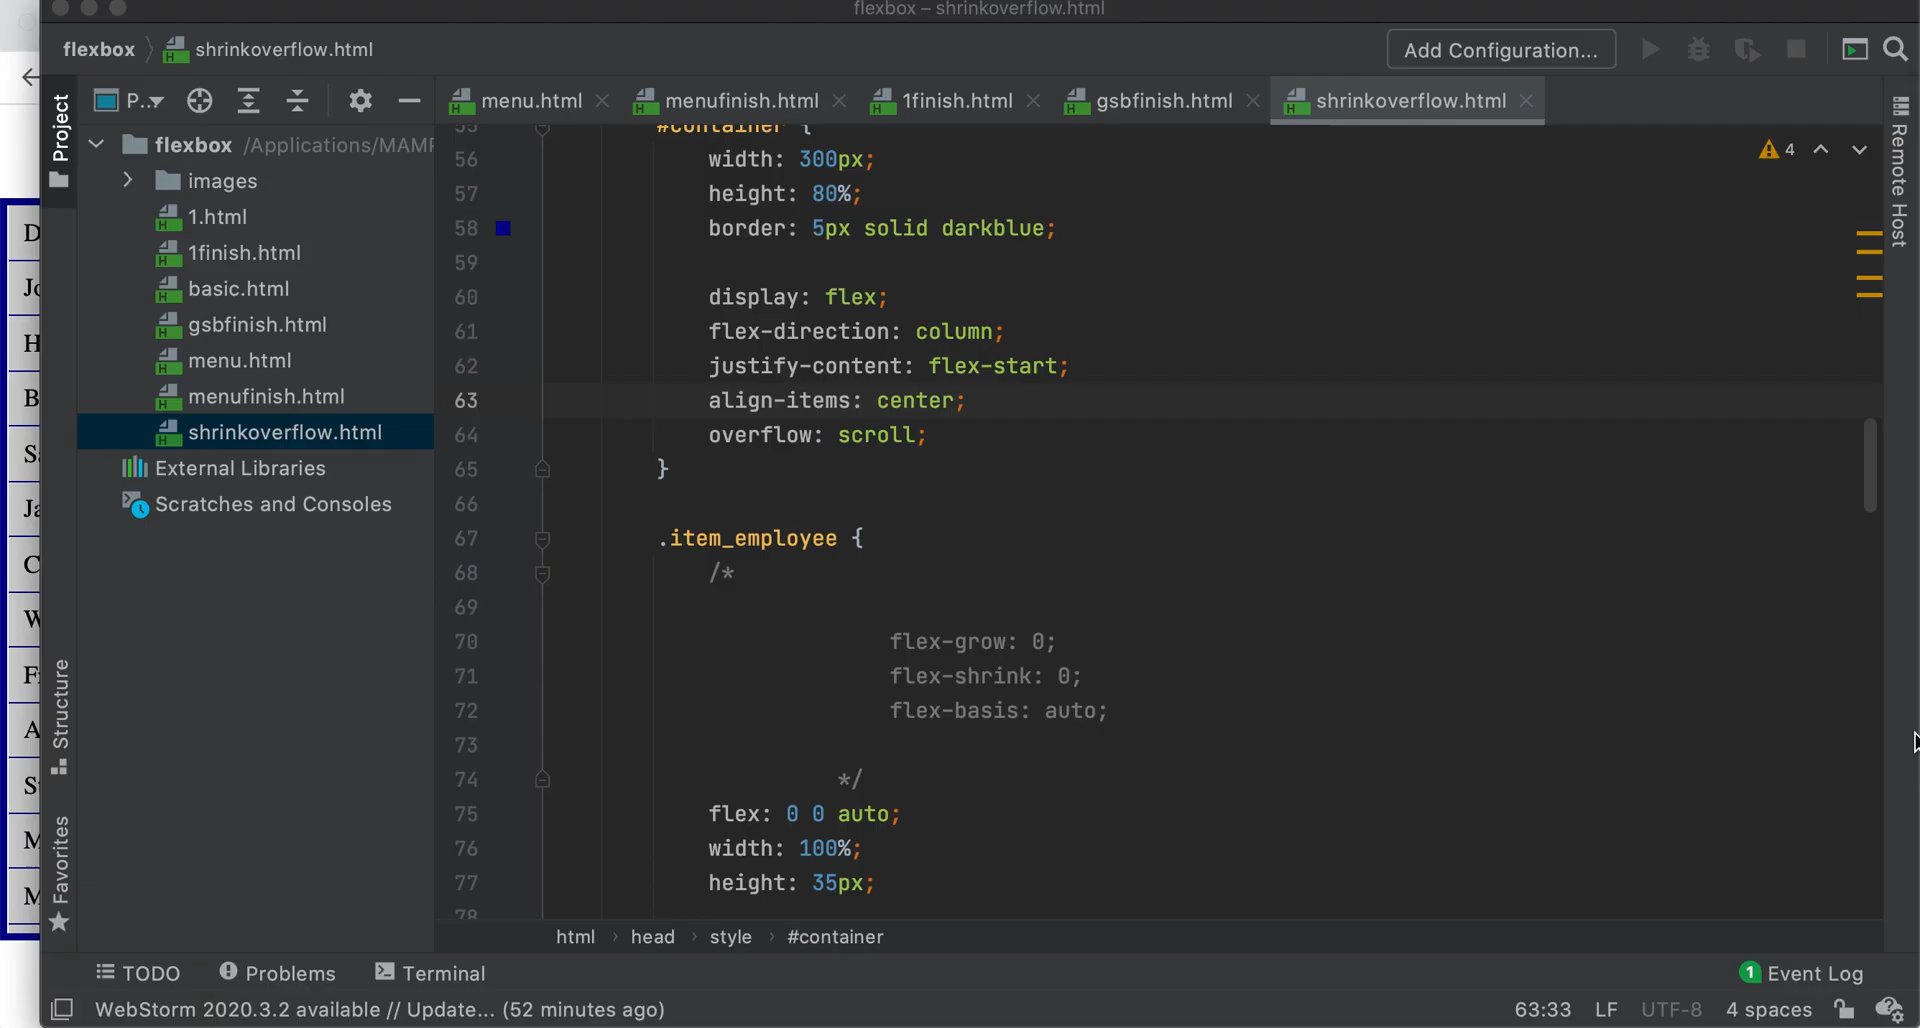 flexbox – shrinkoverflow.html
flexbox
shrinkoverflow.html
Add Configuration...
P..
menu.html
menufinish.html
1finish.html
gsbfinish.html
shrinkoverflow.html
Project
flexbox /Applications/MAMP
images
1.html
1finish.html
basic.html
gsbfinish.html
menu.html
menufinish.html
shrinkoverflow.html
External Libraries
Scratches and Consoles
Structure
Favorites
Remote Host
4
55 #container {
56 width: 300px;
57 height: 80%;
58 border: 5px solid darkblue;
59
60 display: flex;
61 flex-direction: column;
62 justify-content: flex-start;
63 align-items: center;
64 overflow: scroll;
65 }
66
67 .item_employee {
68 /*
69
70 flex-grow: 0;
71 flex-shrink: 0;
72 flex-basis: auto;
73
74 */
75 flex: 0 0 auto;
76 width: 100%;
77 height: 35px;
78
html › head › style › #container
TODO
Problems
Terminal
1 Event Log
WebStorm 2020.3.2 available // Update... (52 minutes ago)
63:33 LF UTF-8 4 spaces